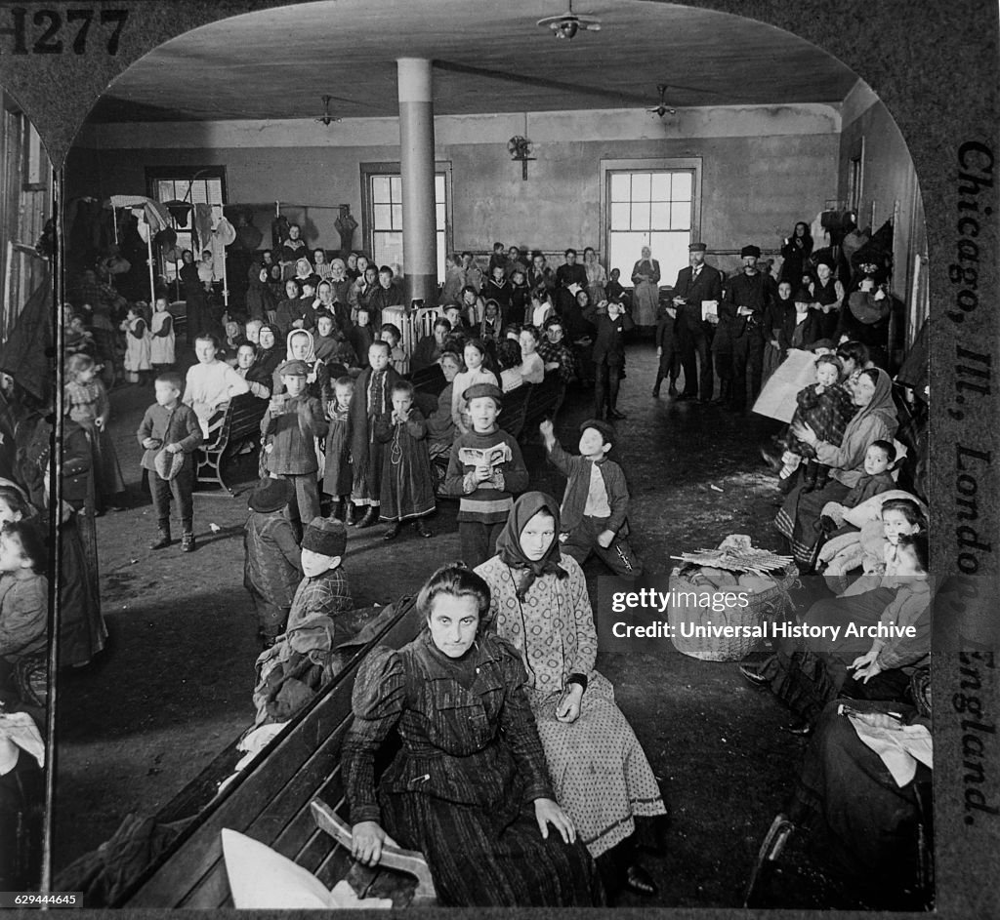 H277
Chicago, Ill., London, England.
gettyimages
Credit: Universal History Archive
629444645